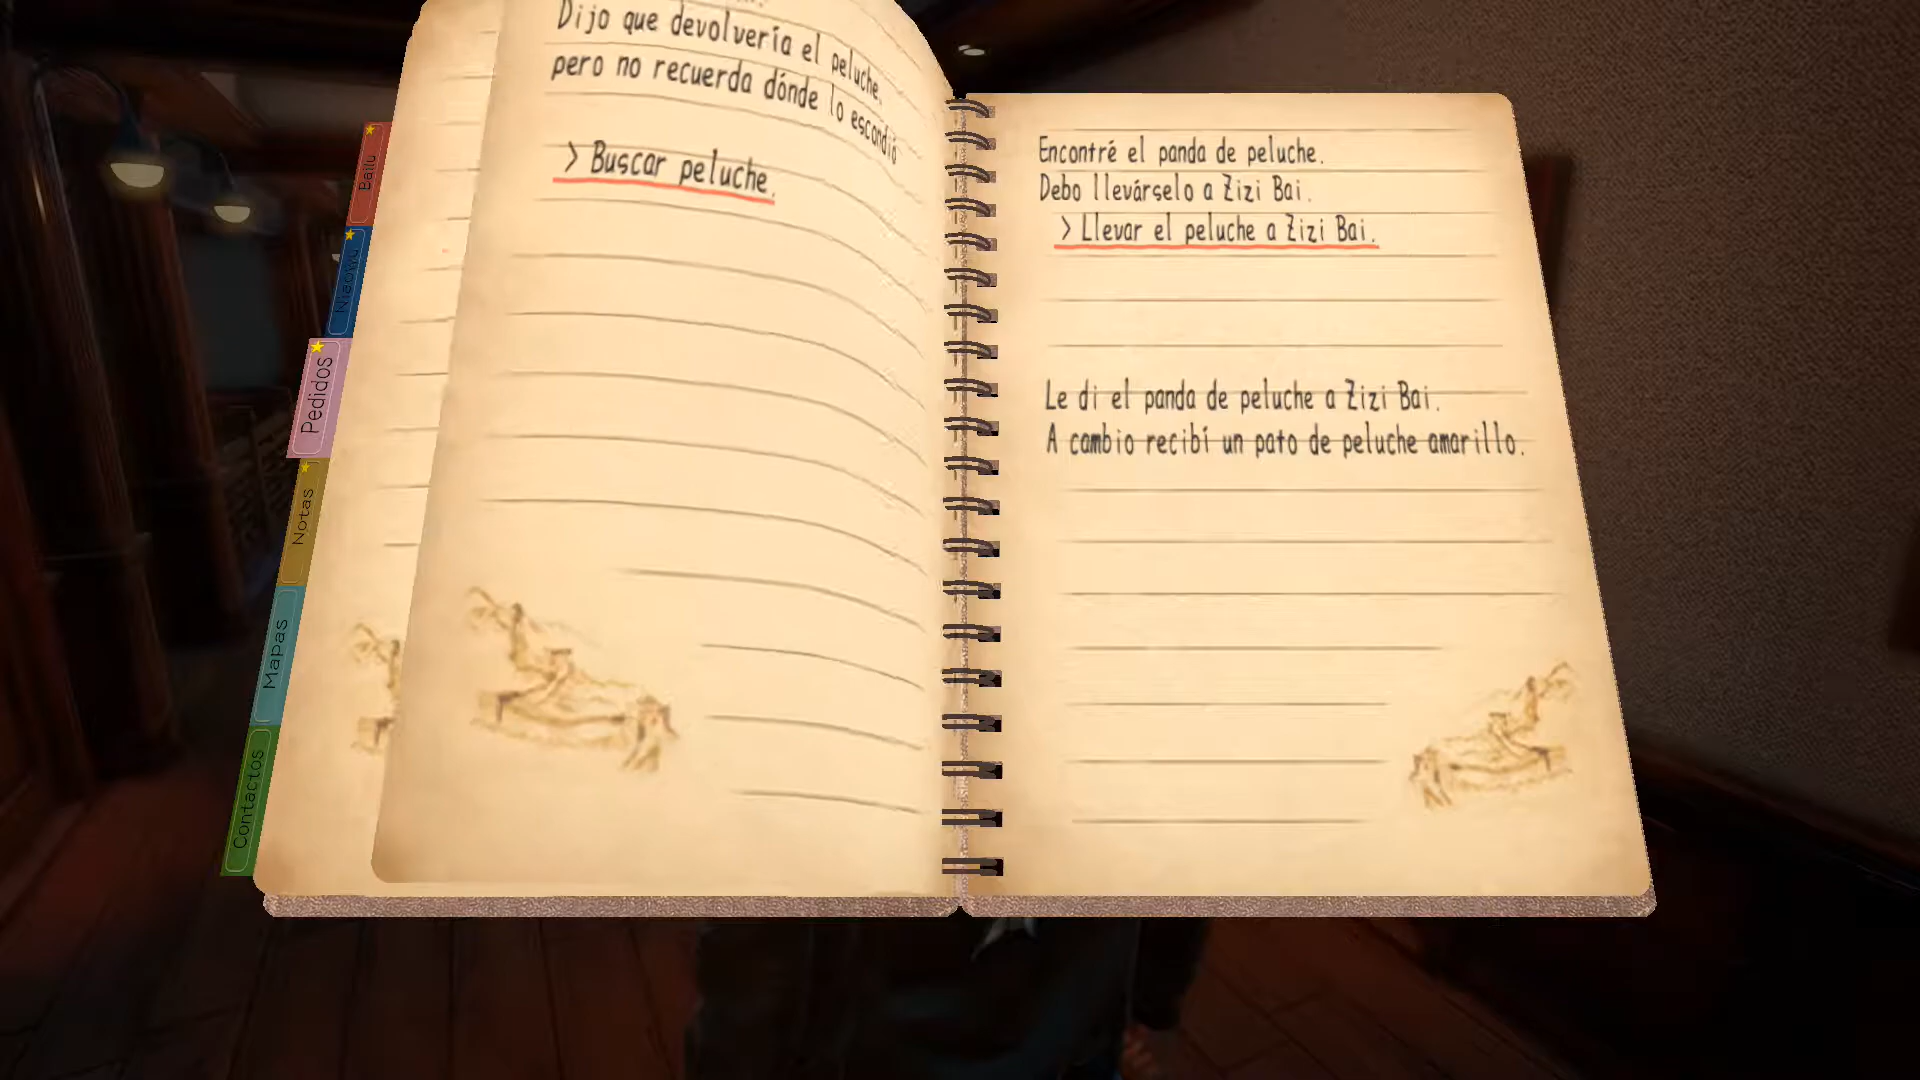 Dijo que devolvería el peluche,
pero no recuerda dónde lo escondió
> Buscar peluche.
Encontré el panda de peluche.
Debo llevárselo a Zizi Bai.
> Llevar el peluche a Zizi Bai.
Le di el panda de peluche a Zizi Bai.
A cambio recibí un pato de peluche amarillo.
Bailu
Niaowu
Pedidos
Notas
Mapas
Contactos